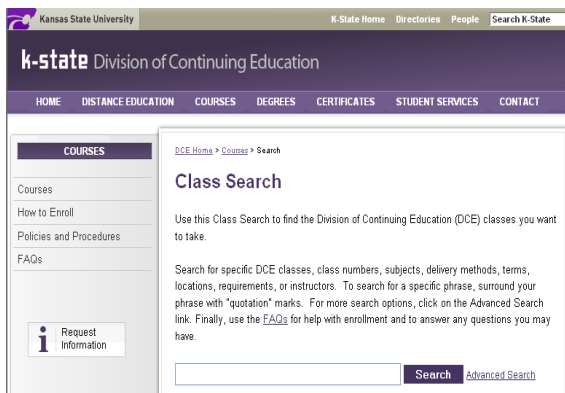 Kansas State University
K-State Home Directories People Search K-State
k-state Division of Continuing Education
HOME DISTANCE EDUCATION COURSES DEGREES CERTIFICATES STUDENT SERVICES CONTACT
COURSES
Courses
How to Enroll
Policies and Procedures
FAQs
i Request
Information
DCE Home > Courses > Search
Class Search
Use this Class Search to find the Division of Continuing Education (DCE) classes you want
to take.
Search for specific DCE classes, class numbers, subjects, delivery methods, terms,
locations, requirements, or instructors. To search for a specific phrase, surround your
phrase with "quotation" marks. For more search options, click on the Advanced Search
link. Finally, use the FAQs for help with enrollment and to answer any questions you may
have.
Search Advanced Search